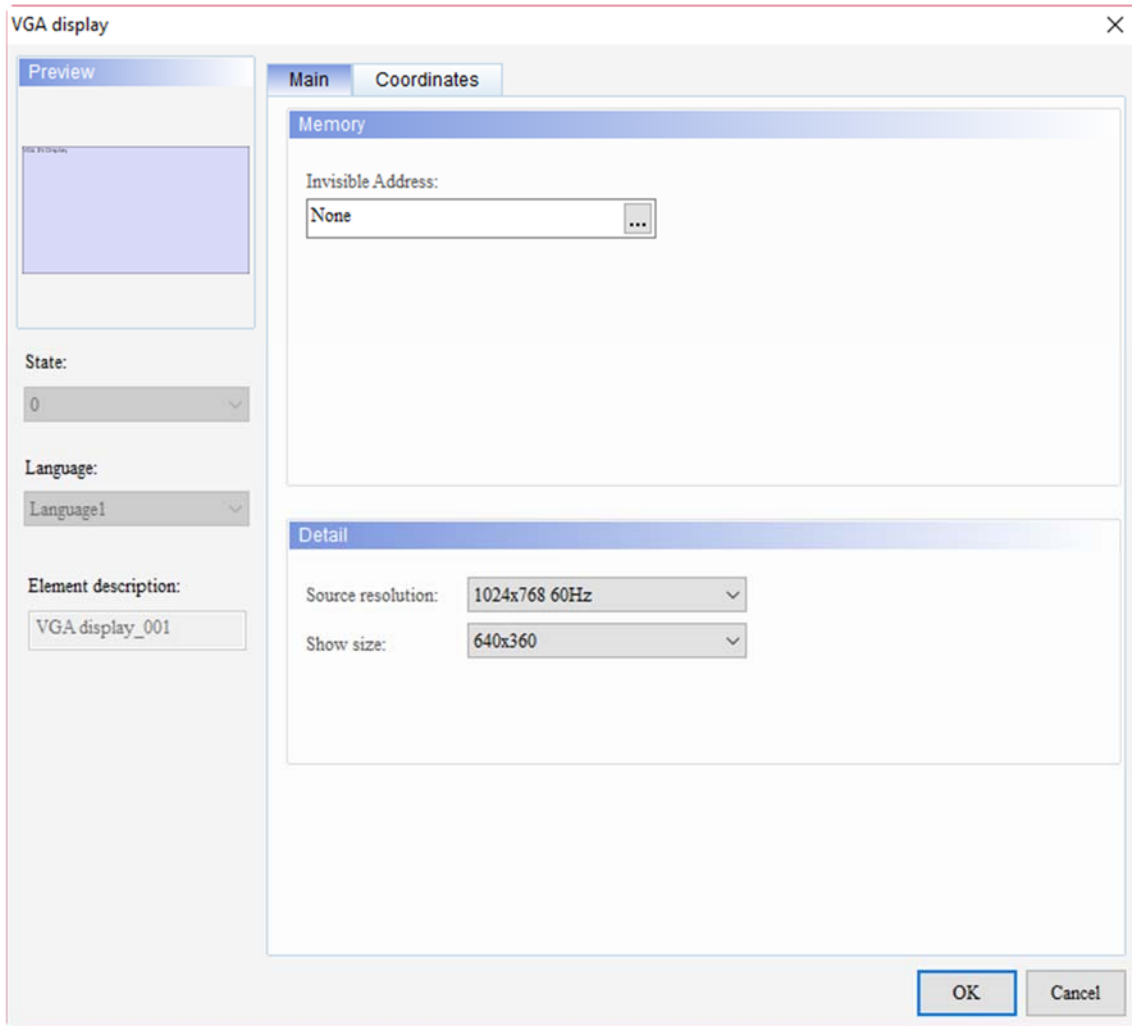 VGA display
Preview
Main
Coordinates
Memory
Invisible Address:
None
...
State:
0
Language:
Language1
Element description:
VGA display_001
Detail
Source resolution:
1024x768 60Hz
Show size:
640x360
OK
Cancel